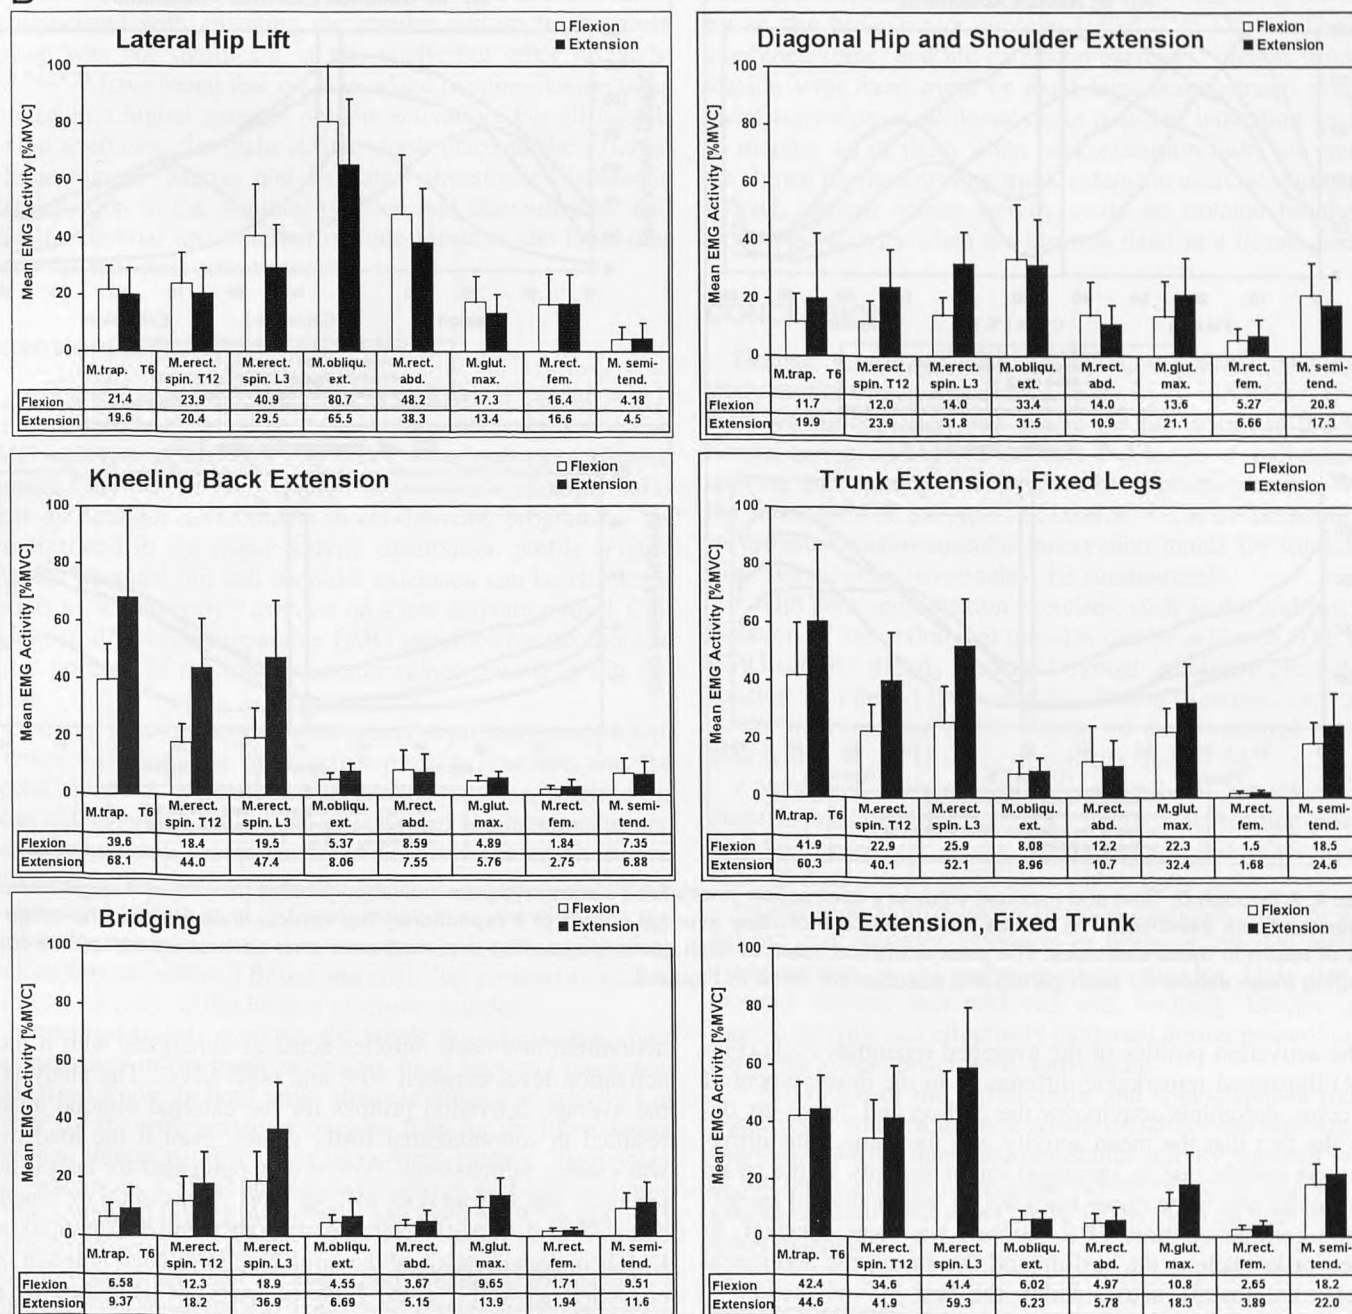 Lateral Hip Lift
Flexion
Extension
Mean EMG Activity [%MVC]
100
80
60
40
20
0
M.trap. T6 M.erect. spin. T12 M.erect. spin. L3 M.obliqu. ext. M.rect. abd. M.glut. max. M.rect. fem. M. semi- tend.
Flexion 21.4 23.9 40.9 80.7 48.2 17.3 16.4 4.18
Extension 19.6 20.4 29.5 65.5 38.3 13.4 16.6 4.5
Diagonal Hip and Shoulder Extension
Flexion
Extension
Mean EMG Activity [%MVC]
100
80
60
40
20
0
M.trap. T6 M.erect. spin. T12 M.erect. spin. L3 M.obliqu. ext. M.rect. abd. M.glut. max. M.rect. fem. M. semi- tend.
Flexion 11.7 12.0 14.0 33.4 14.0 13.6 5.27 20.8
Extension 19.9 23.9 31.8 31.5 10.9 21.1 6.66 17.3
Kneeling Back Extension
Flexion
Extension
Mean EMG Activity [%MVC]
100
80
60
40
20
0
M.trap. T6 M.erect. spin. T12 M.erect. spin. L3 M.obliqu. ext. M.rect. abd. M.glut. max. M.rect. fem. M. semi- tend.
Flexion 39.6 18.4 19.5 5.37 8.59 4.89 1.84 7.35
Extension 68.1 44.0 47.4 8.06 7.55 5.76 2.75 6.88
Trunk Extension, Fixed Legs
Flexion
Extension
Mean EMG Activity [%MVC]
100
80
60
40
20
0
M.trap. T6 M.erect. spin. T12 M.erect. spin. L3 M.obliqu. ext. M.rect. abd. M.glut. max. M.rect. fem. M. semi- tend.
Flexion 41.9 22.9 25.9 8.08 12.2 22.3 1.5 18.5
Extension 60.3 40.1 52.1 8.96 10.7 32.4 1.68 24.6
Bridging
Flexion
Extension
Mean EMG Activity [%MVC]
100
80
60
40
20
0
M.trap. T6 M.erect. spin. T12 M.erect. spin. L3 M.obliqu. ext. M.rect. abd. M.glut. max. M.rect. fem. M. semi- tend.
Flexion 6.58 12.3 18.9 4.55 3.67 9.65 1.71 9.51
Extension 9.37 18.2 36.9 6.69 5.15 13.9 1.94 11.6
Hip Extension, Fixed Trunk
Flexion
Extension
Mean EMG Activity [%MVC]
100
80
60
40
20
0
M.trap. T6 M.erect. spin. T12 M.erect. spin. L3 M.obliqu. ext. M.rect. abd. M.glut. max. M.rect. fem. M. semi- tend.
Flexion 42.4 34.6 41.4 6.02 4.97 10.8 2.65 18.2
Extension 44.6 41.9 59.3 6.23 5.78 18.3 3.89 22.0